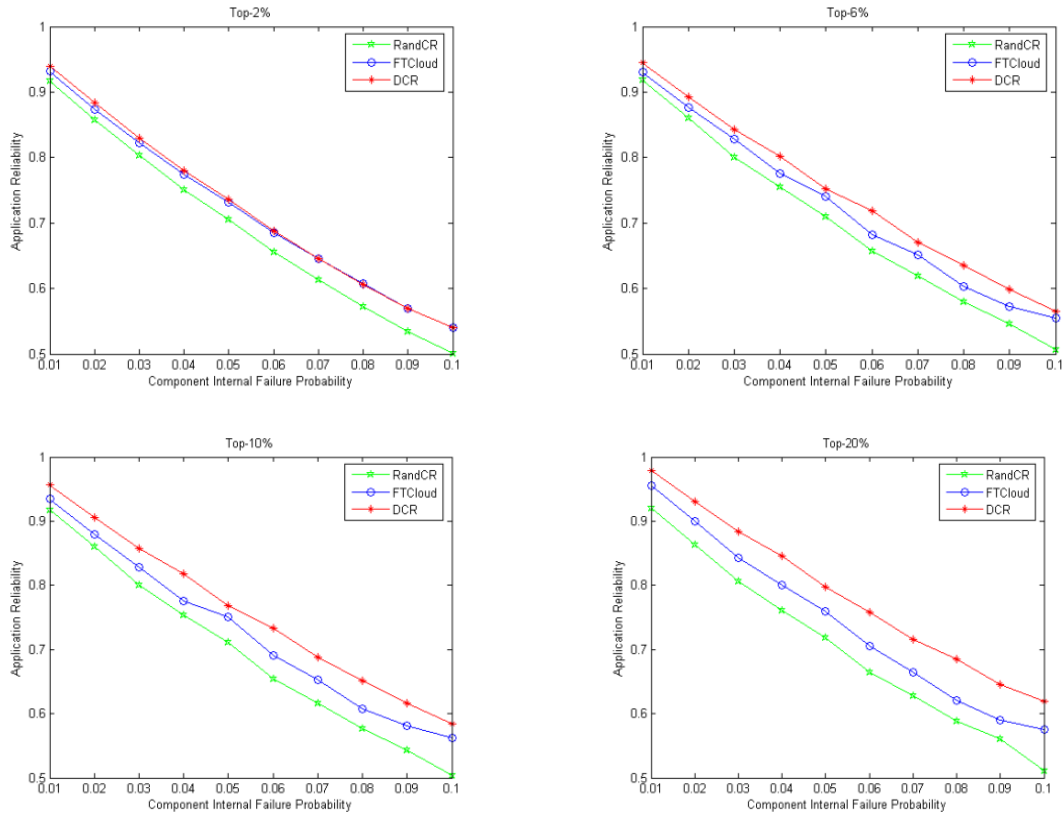 Top-2%
1
0.9
0.8
0.7
0.6
0.5
Application Reliability
RandCR
FTCloud
DCR
0.01 0.02 0.03 0.04 0.05 0.06 0.07 0.08 0.09 0.1
Component Internal Failure Probability
Top-6%
1
0.9
0.8
0.7
0.6
0.5
Application Reliability
RandCR
FTCloud
DCR
0.01 0.02 0.03 0.04 0.05 0.06 0.07 0.08 0.09 0.1
Component Internal Failure Probability
Top-10%
1
0.9
0.8
0.7
0.6
0.5
Application Reliability
RandCR
FTCloud
DCR
0.01 0.02 0.03 0.04 0.05 0.06 0.07 0.08 0.09 0.1
Component Internal Failure Probability
Top-20%
1
0.9
0.8
0.7
0.6
0.5
Application Reliability
RandCR
FTCloud
DCR
0.01 0.02 0.03 0.04 0.05 0.06 0.07 0.08 0.09 0.1
Component Internal Failure Probability